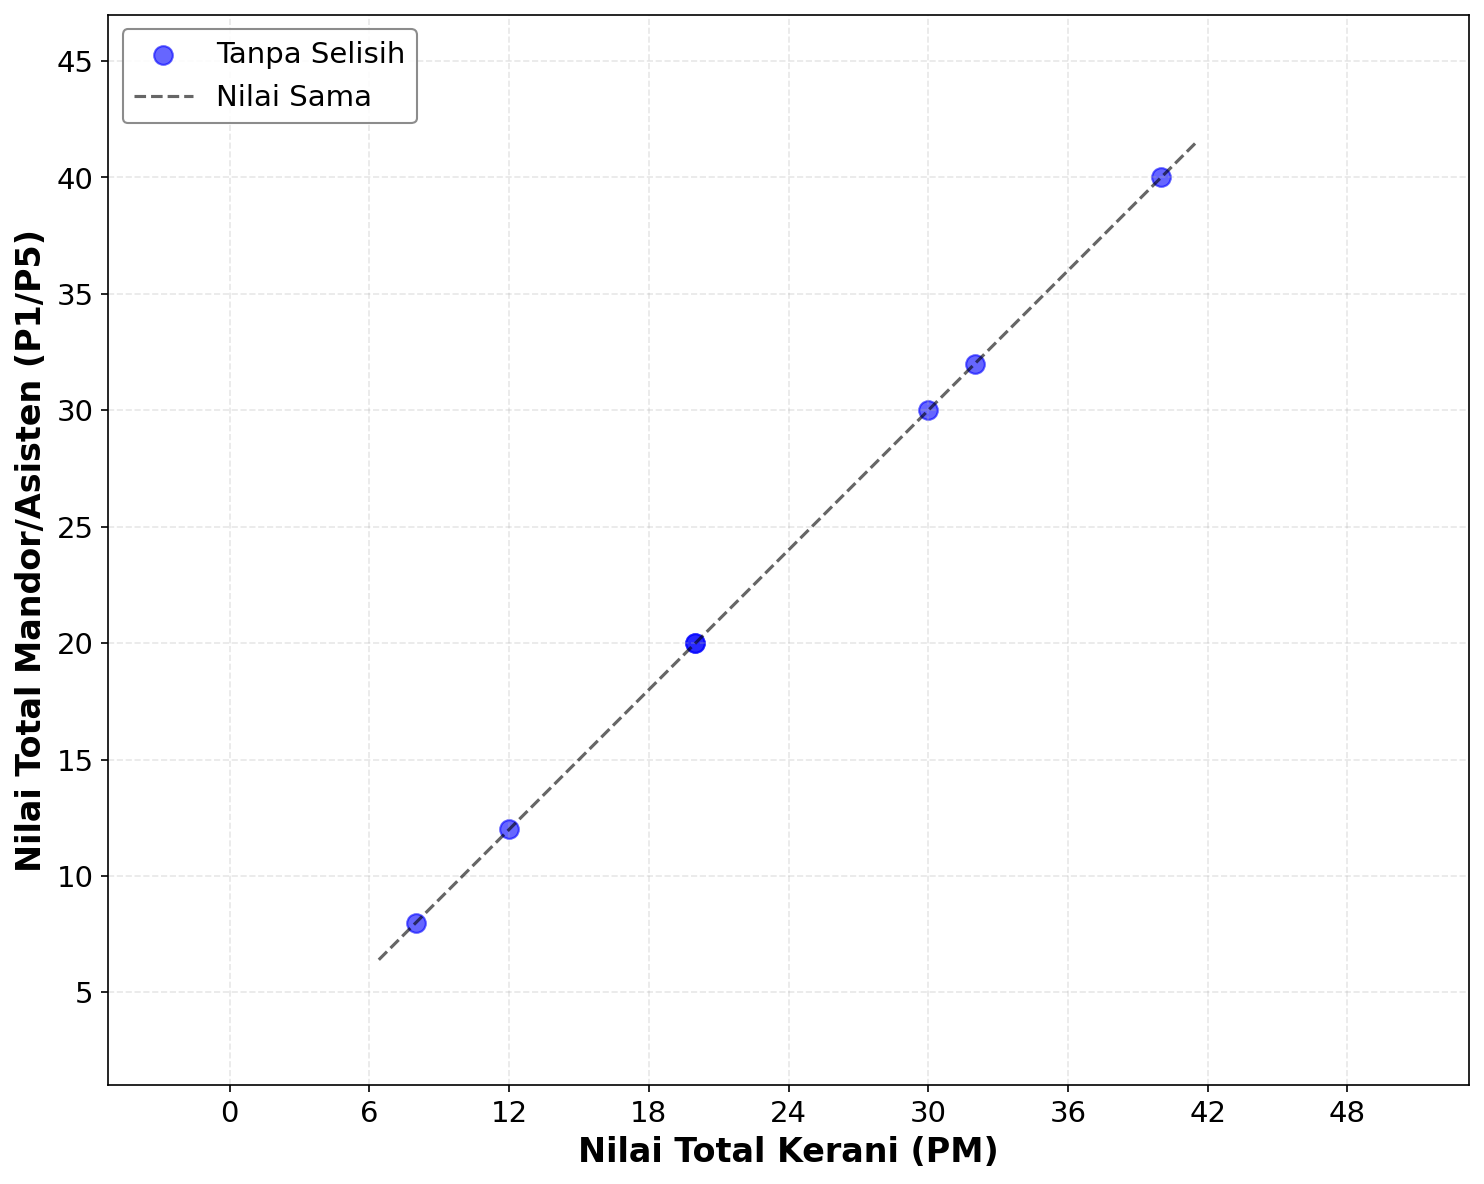 Tanpa Selisih
Nilai Sama
45
40
35
30
25
20
15
10
5
Nilai Total Mandor/Asisten (P1/P5)
0 6 12 18 24 30 36 42 48
Nilai Total Kerani (PM)